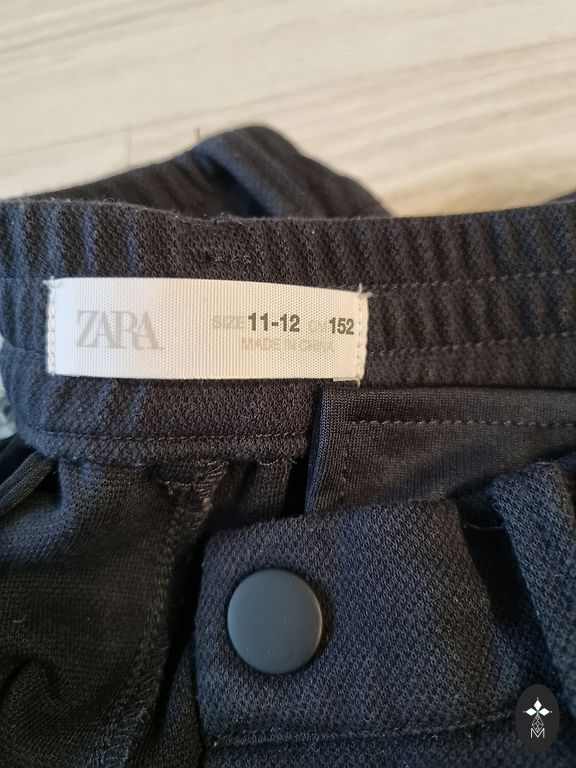 ZARA
SIZE 11-12 CM 152
MADE IN CHINA
M